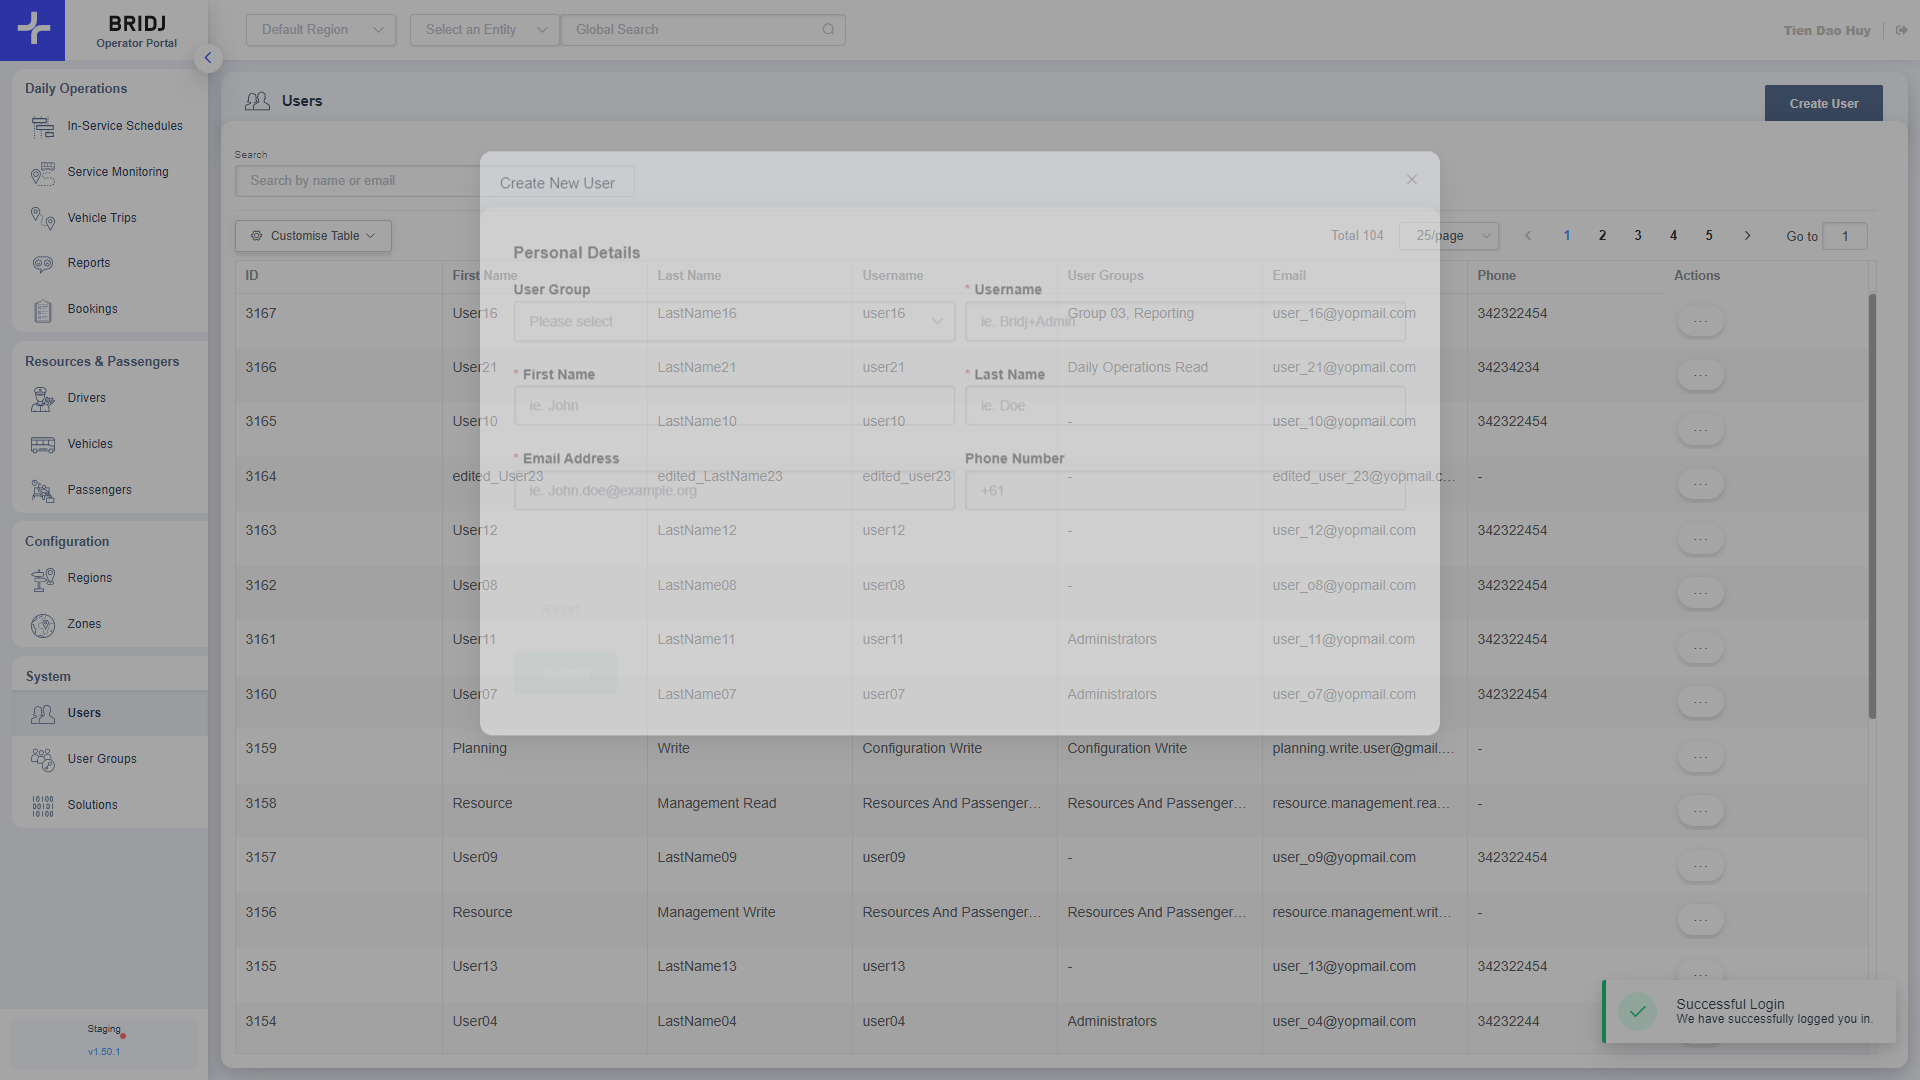 BRIDJ
Operator Portal
Default Region
Select an Entity
Global Search
Tien Dao Huy
Daily Operations
In-Service Schedules
Service Monitoring
Vehicle Trips
Reports
Bookings
Resources & Passengers
Drivers
Vehicles
Passengers
Configuration
Regions
Zones
System
Users
User Groups
Solutions
Staging
v1.50.1
Users
Create User
Search
Search by name or email
Customise Table
Total 104
25/page
1 2 3 4 5
Go to 1
ID First Name Last Name Username User Groups Email Phone Actions
3167 User16 LastName16 user16 Group 03, Reporting user_16@yopmail.com 342322454 ...
3166 User21 LastName21 user21 Daily Operations Read user_21@yopmail.com 34234234 ...
3165 User10 LastName10 user10 - user_10@yopmail.com 342322454 ...
3164 edited_User23 edited_LastName23 edited_user23 - edited_user_23@yopmail.c... - ...
3163 User12 LastName12 user12 - user_12@yopmail.com 342322454 ...
3162 User08 LastName08 user08 - user_o8@yopmail.com 342322454 ...
3161 User11 LastName11 user11 Administrators user_11@yopmail.com 342322454 ...
3160 User07 LastName07 user07 Administrators user_o7@yopmail.com 342322454 ...
3159 Planning Write Configuration Write Configuration Write planning.write.user@gmail.... - ...
3158 Resource Management Read Resources And Passenger... Resources And Passenger... resource.management.rea... - ...
3157 User09 LastName09 user09 - user_o9@yopmail.com 342322454 ...
3156 Resource Management Write Resources And Passenger... Resources And Passenger... resource.management.writ... - ...
3155 User13 LastName13 user13 - user_13@yopmail.com 342322454 ...
3154 User04 LastName04 user04 Administrators user_o4@yopmail.com 34232244
Create New User
Personal Details
User Group
Please select
* Username
ie. Bridj+Admin
* First Name
ie. John
* Last Name
ie. Doe
* Email Address
ie. John.doe@example.org
Phone Number
+61
Reset
Submit
Successful Login
We have successfully logged you in.